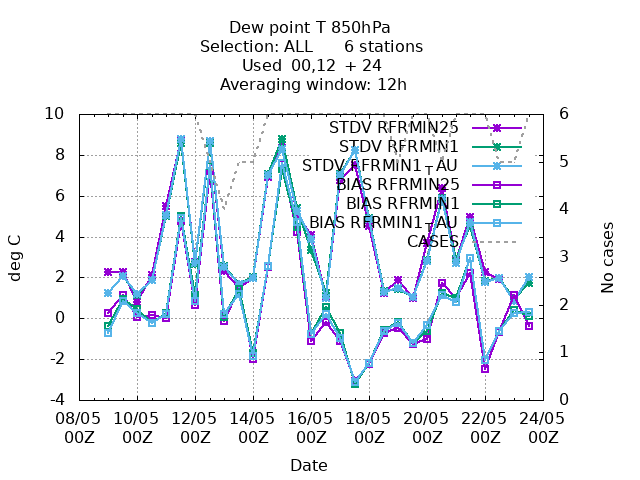 Dew point T 850hPa
Selection: ALL 6 stations
Used 00,12 + 24
Averaging window: 12h
10
8
6
4
2
0
-2
-4
deg C
6
5
4
3
2
1
0
No cases
STDV RFRMIN25
STDV RFRMIN1
STDV RFRMIN1_AU
BIAS RFRMIN25
BIAS RFRMIN1
BIAS RFRMIN1_AU
CASES
08/05 10/05 12/05 14/05 16/05 18/05 20/05 22/05 24/05
00Z 00Z 00Z 00Z 00Z 00Z 00Z 00Z 00Z
Date